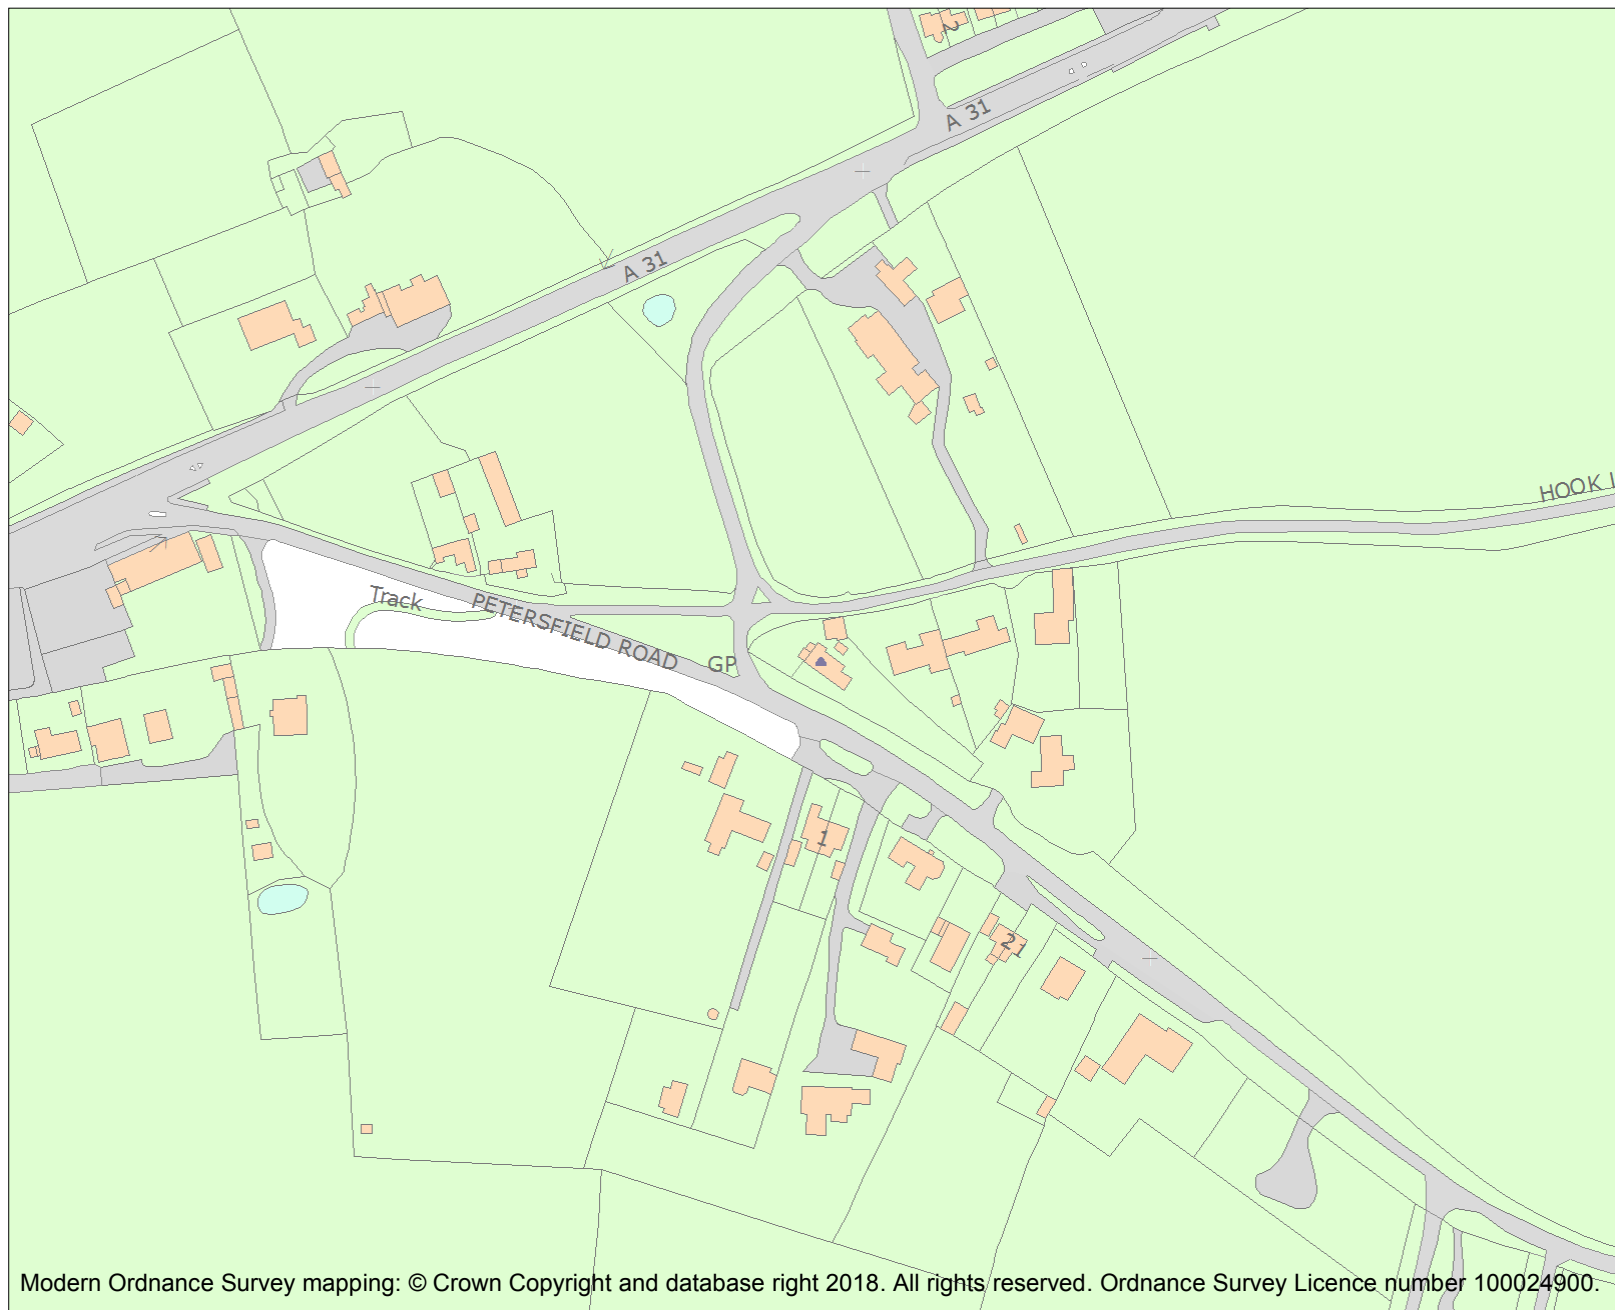 2
A 31
A 31
HOOK L
Track
PETERSFIELD ROAD
GP
1
21
Modern Ordnance Survey mapping: © Crown Copyright and database right 2018. All rights reserved. Ordnance Survey Licence number 100024900.